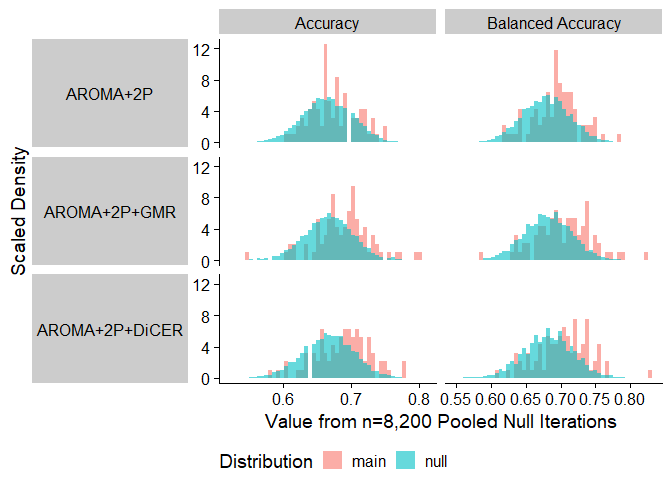 Accuracy
Balanced Accuracy
Scaled Density
AROMA+2P
12
8
4
0
AROMA+2P+GMR
12
8
4
0
AROMA+2P+DiCER
12
8
4
0
0.6 0.7 0.8
0.55 0.60 0.65 0.70 0.75 0.80
Value from n=8,200 Pooled Null Iterations
Distribution main null